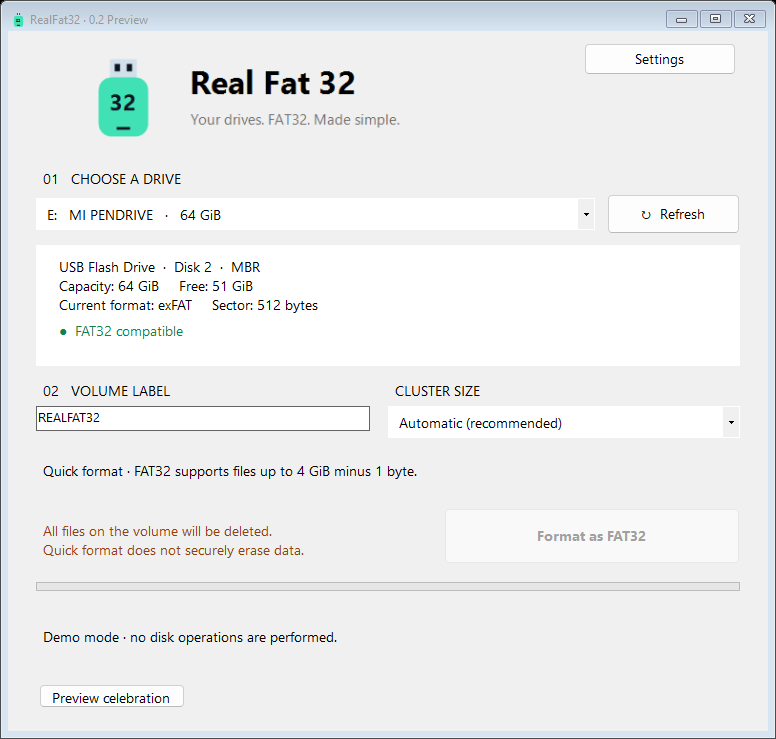 RealFat32 · 0.2 Preview
Settings
32
Real Fat 32
Your drives. FAT32. Made simple.
01 CHOOSE A DRIVE
E: MI PENDRIVE · 64 GiB
↻ Refresh
USB Flash Drive · Disk 2 · MBR
Capacity: 64 GiB Free: 51 GiB
Current format: exFAT Sector: 512 bytes
● FAT32 compatible
02 VOLUME LABEL
CLUSTER SIZE
REALFAT32
Automatic (recommended)
Quick format · FAT32 supports files up to 4 GiB minus 1 byte.
All files on the volume will be deleted.
Quick format does not securely erase data.
Format as FAT32
Demo mode · no disk operations are performed.
Preview celebration